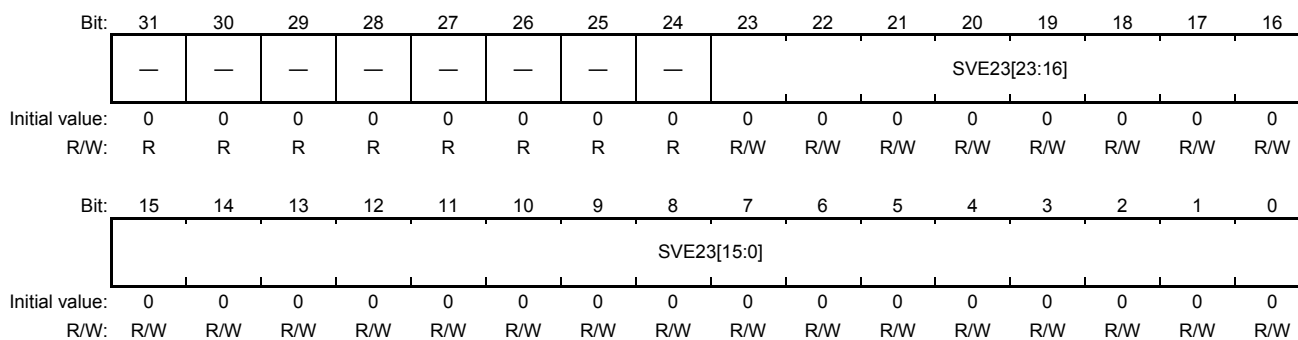 Bit: 31 30 29 28 27 26 25 24 23 22 21 20 19 18 17 16
— — — — — — — — SVE23[23:16]
Initial value: 0 0 0 0 0 0 0 0 0 0 0 0 0 0 0 0
R/W: R R R R R R R R R/W R/W R/W R/W R/W R/W R/W R/W
Bit: 15 14 13 12 11 10 9 8 7 6 5 4 3 2 1 0
SVE23[15:0]
Initial value: 0 0 0 0 0 0 0 0 0 0 0 0 0 0 0 0
R/W: R/W R/W R/W R/W R/W R/W R/W R/W R/W R/W R/W R/W R/W R/W R/W R/W